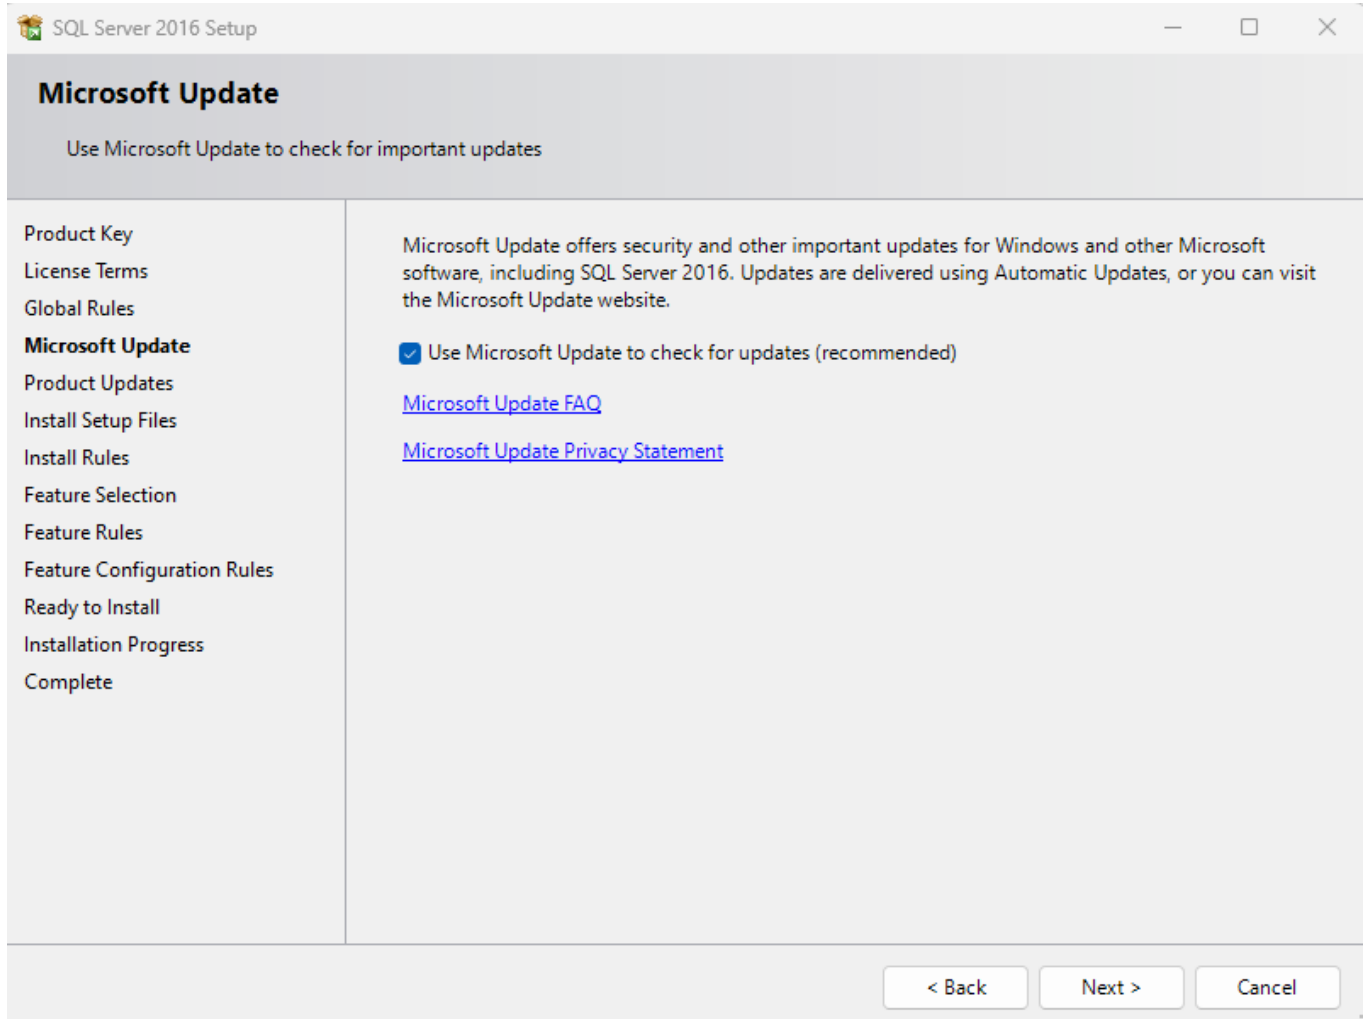 SQL Server 2016 Setup
Microsoft Update
Use Microsoft Update to check for important updates
Product Key
License Terms
Global Rules
Microsoft Update
Product Updates
Install Setup Files
Install Rules
Feature Selection
Feature Rules
Feature Configuration Rules
Ready to Install
Installation Progress
Complete
Microsoft Update offers security and other important updates for Windows and other Microsoft
software, including SQL Server 2016. Updates are delivered using Automatic Updates, or you can visit
the Microsoft Update website.
Use Microsoft Update to check for updates (recommended)
Microsoft Update FAQ
Microsoft Update Privacy Statement
< Back
Next >
Cancel